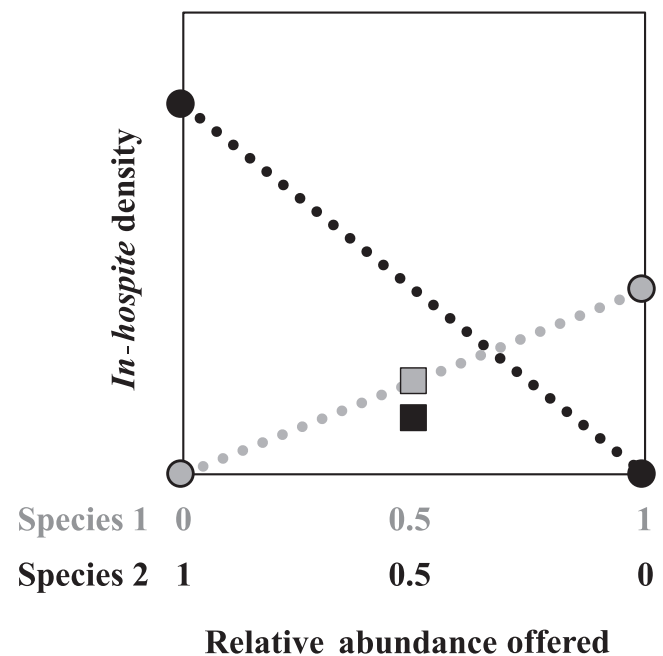 In-hospite density
Species 1 0 0.5 1
Species 2 1 0.5 0
Relative abundance offered